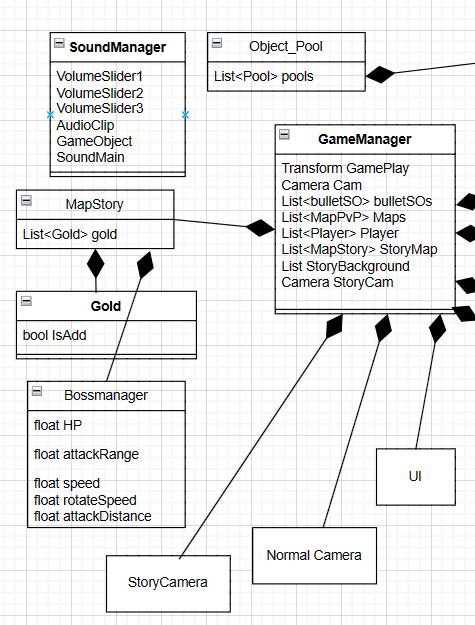 SoundManager
VolumeSlider1
VolumeSlider2
VolumeSlider3
AudioClip
GameObject
SoundMain
Object_Pool
List<Pool> pools
GameManager
Transform GamePlay
Camera Cam
List<bulletSO> bulletSOs
List<MapPvP> Maps
List<Player> Player
List<MapStory> StoryMap
List StoryBackground
Camera StoryCam
MapStory
List<Gold> gold
Gold
bool IsAdd
Bossmanager
float HP
float attackRange
float speed
float rotateSpeed
float attackDistance
UI
Normal Camera
StoryCamera